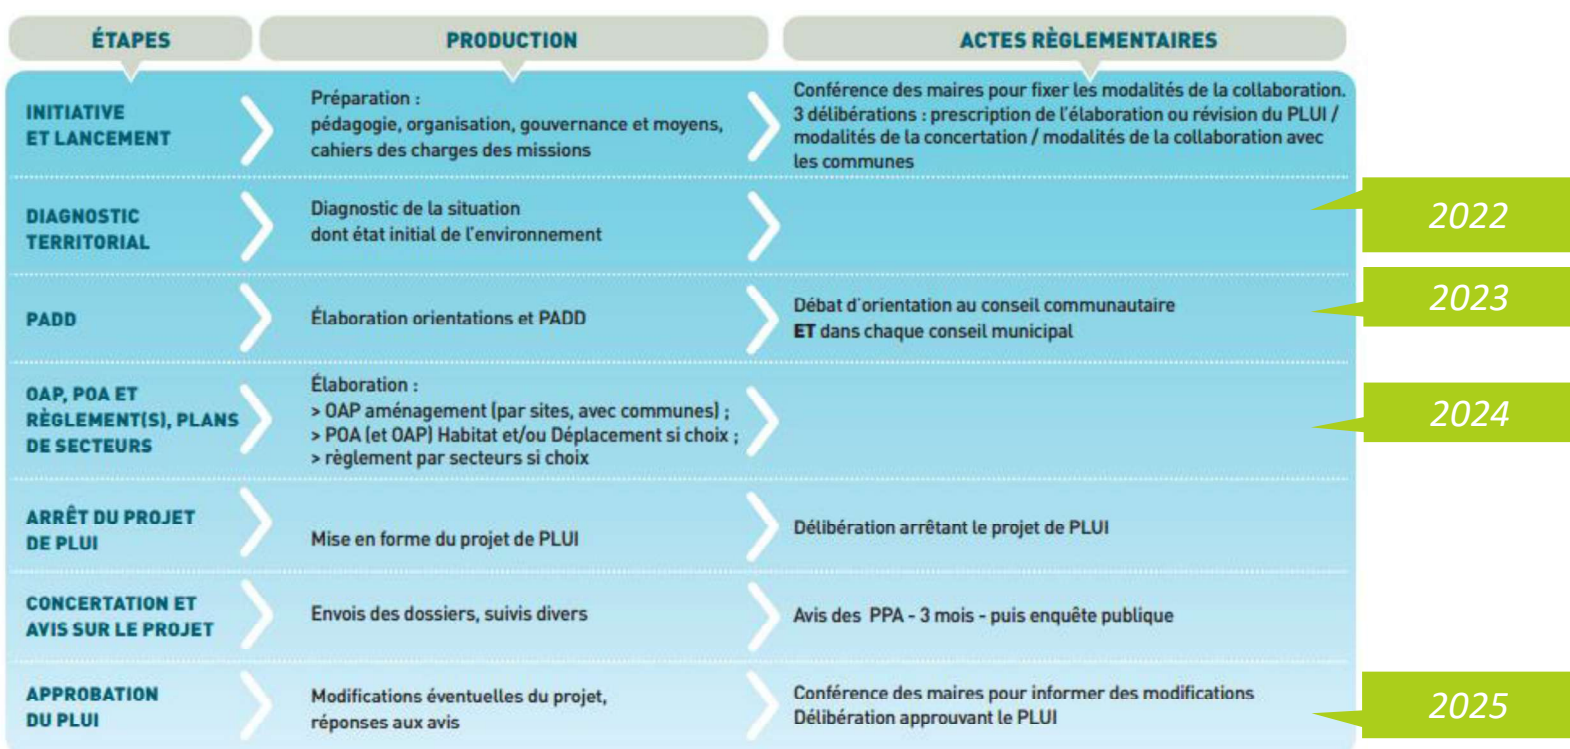 ÉTAPES
PRODUCTION
ACTES RÈGLEMENTAIRES
INITIATIVE
ET LANCEMENT
Préparation :
pédagogie, organisation, gouvernance et moyens,
cahiers des charges des missions
Conférence des maires pour fixer les modalités de la collaboration.
3 délibérations : prescription de l'élaboration ou révision du PLUI /
modalités de la concertation / modalités de la collaboration avec
les communes
DIAGNOSTIC
TERRITORIAL
Diagnostic de la situation
dont état initial de l'environnement
2022
PADD
Élaboration orientations et PADD
Débat d'orientation au conseil communautaire
ET dans chaque conseil municipal
2023
OAP, POA ET
RÈGLEMENT(S), PLANS
DE SECTEURS
Élaboration :
> OAP aménagement (par sites, avec communes) ;
> POA (et OAP) Habitat et/ou Déplacement si choix ;
> règlement par secteurs si choix
2024
ARRÊT DU PROJET
DE PLUI
Mise en forme du projet de PLUI
Délibération arrêtant le projet de PLUI
CONCERTATION ET
AVIS SUR LE PROJET
Envois des dossiers, suivis divers
Avis des PPA - 3 mois - puis enquête publique
APPROBATION
DU PLUI
Modifications éventuelles du projet,
réponses aux avis
Conférence des maires pour informer des modifications
Délibération approuvant le PLUI
2025